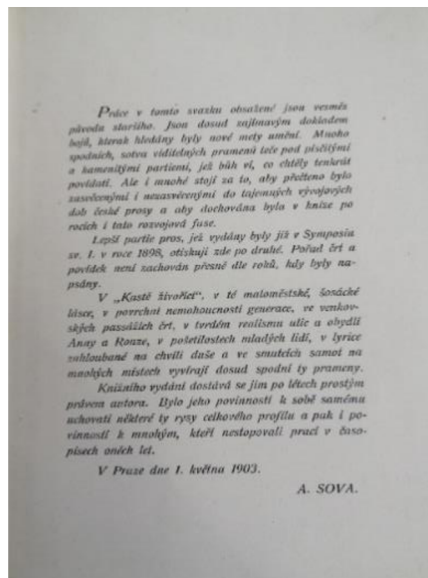 Práce v tomto svazku obsažené jsou vesměs
původu staršího. Jsou dosud zajímavým dokladem
bojů, kterak hledány byly nové mety umění. Mnoho
spodních, sotva viditelných pramenů teče pod písčitými
a kamenitými partiemi, jež bůh ví, co chtěly tenkrát
povídati. Ale i mnohé stojí za to, aby přečteno bylo
zasvěcenými i nezasvěcenými do tajemných vývojových
dob české prosy a aby dochována byla v knize po
rocích i tato rozvojová fase.
Lepší partie pros, jež vydány byly již v Symposiu
sv. I. v roce 1898, otiskuji zde po druhé. Pořad črt a
povídek není zachován přesně dle roků, kdy byly na-
psány.
V „Kastě živořící“, v té maloměstské, šosácké
lásce, v povrchní nemohoucnosti generace, ve venkov-
ských passážích črt, v tvrdém realismu ulic a obydlí
Anny a Ronze, v pošetilostech mladých lidí, v lyrice
zahloubané na chvíli duše a ve smutcích samot na
mnohých místech vyvírají dosud spodní ty prameny.
Knižního vydání dostává se jim po létech prostým
právem autora. Bylo jeho povinností k sobě samému
uchovati některé ty rysy celkového profilu a pak i po-
vinností k mnohým, kteří nestopovali prací v časo-
pisech oněch let.
V Praze dne 1. května 1903.
A. SOVA.